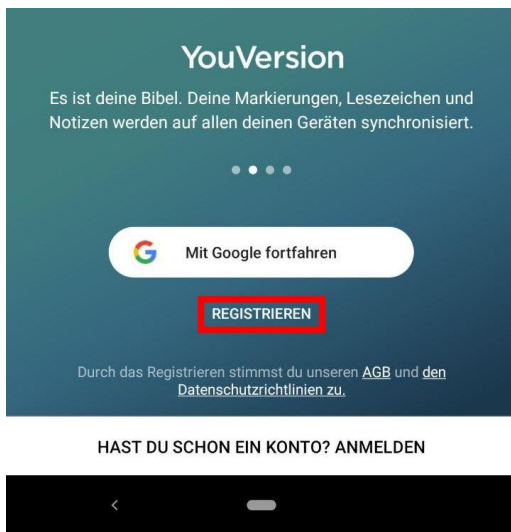 YouVersion
Es ist deine Bibel. Deine Markierungen, Lesezeichen und
Notizen werden auf allen deinen Geräten synchronisiert.
Mit Google fortfahren
REGISTRIEREN
Durch das Registrieren stimmst du unseren AGB und den
Datenschutzrichtlinien zu.
HAST DU SCHON EIN KONTO? ANMELDEN